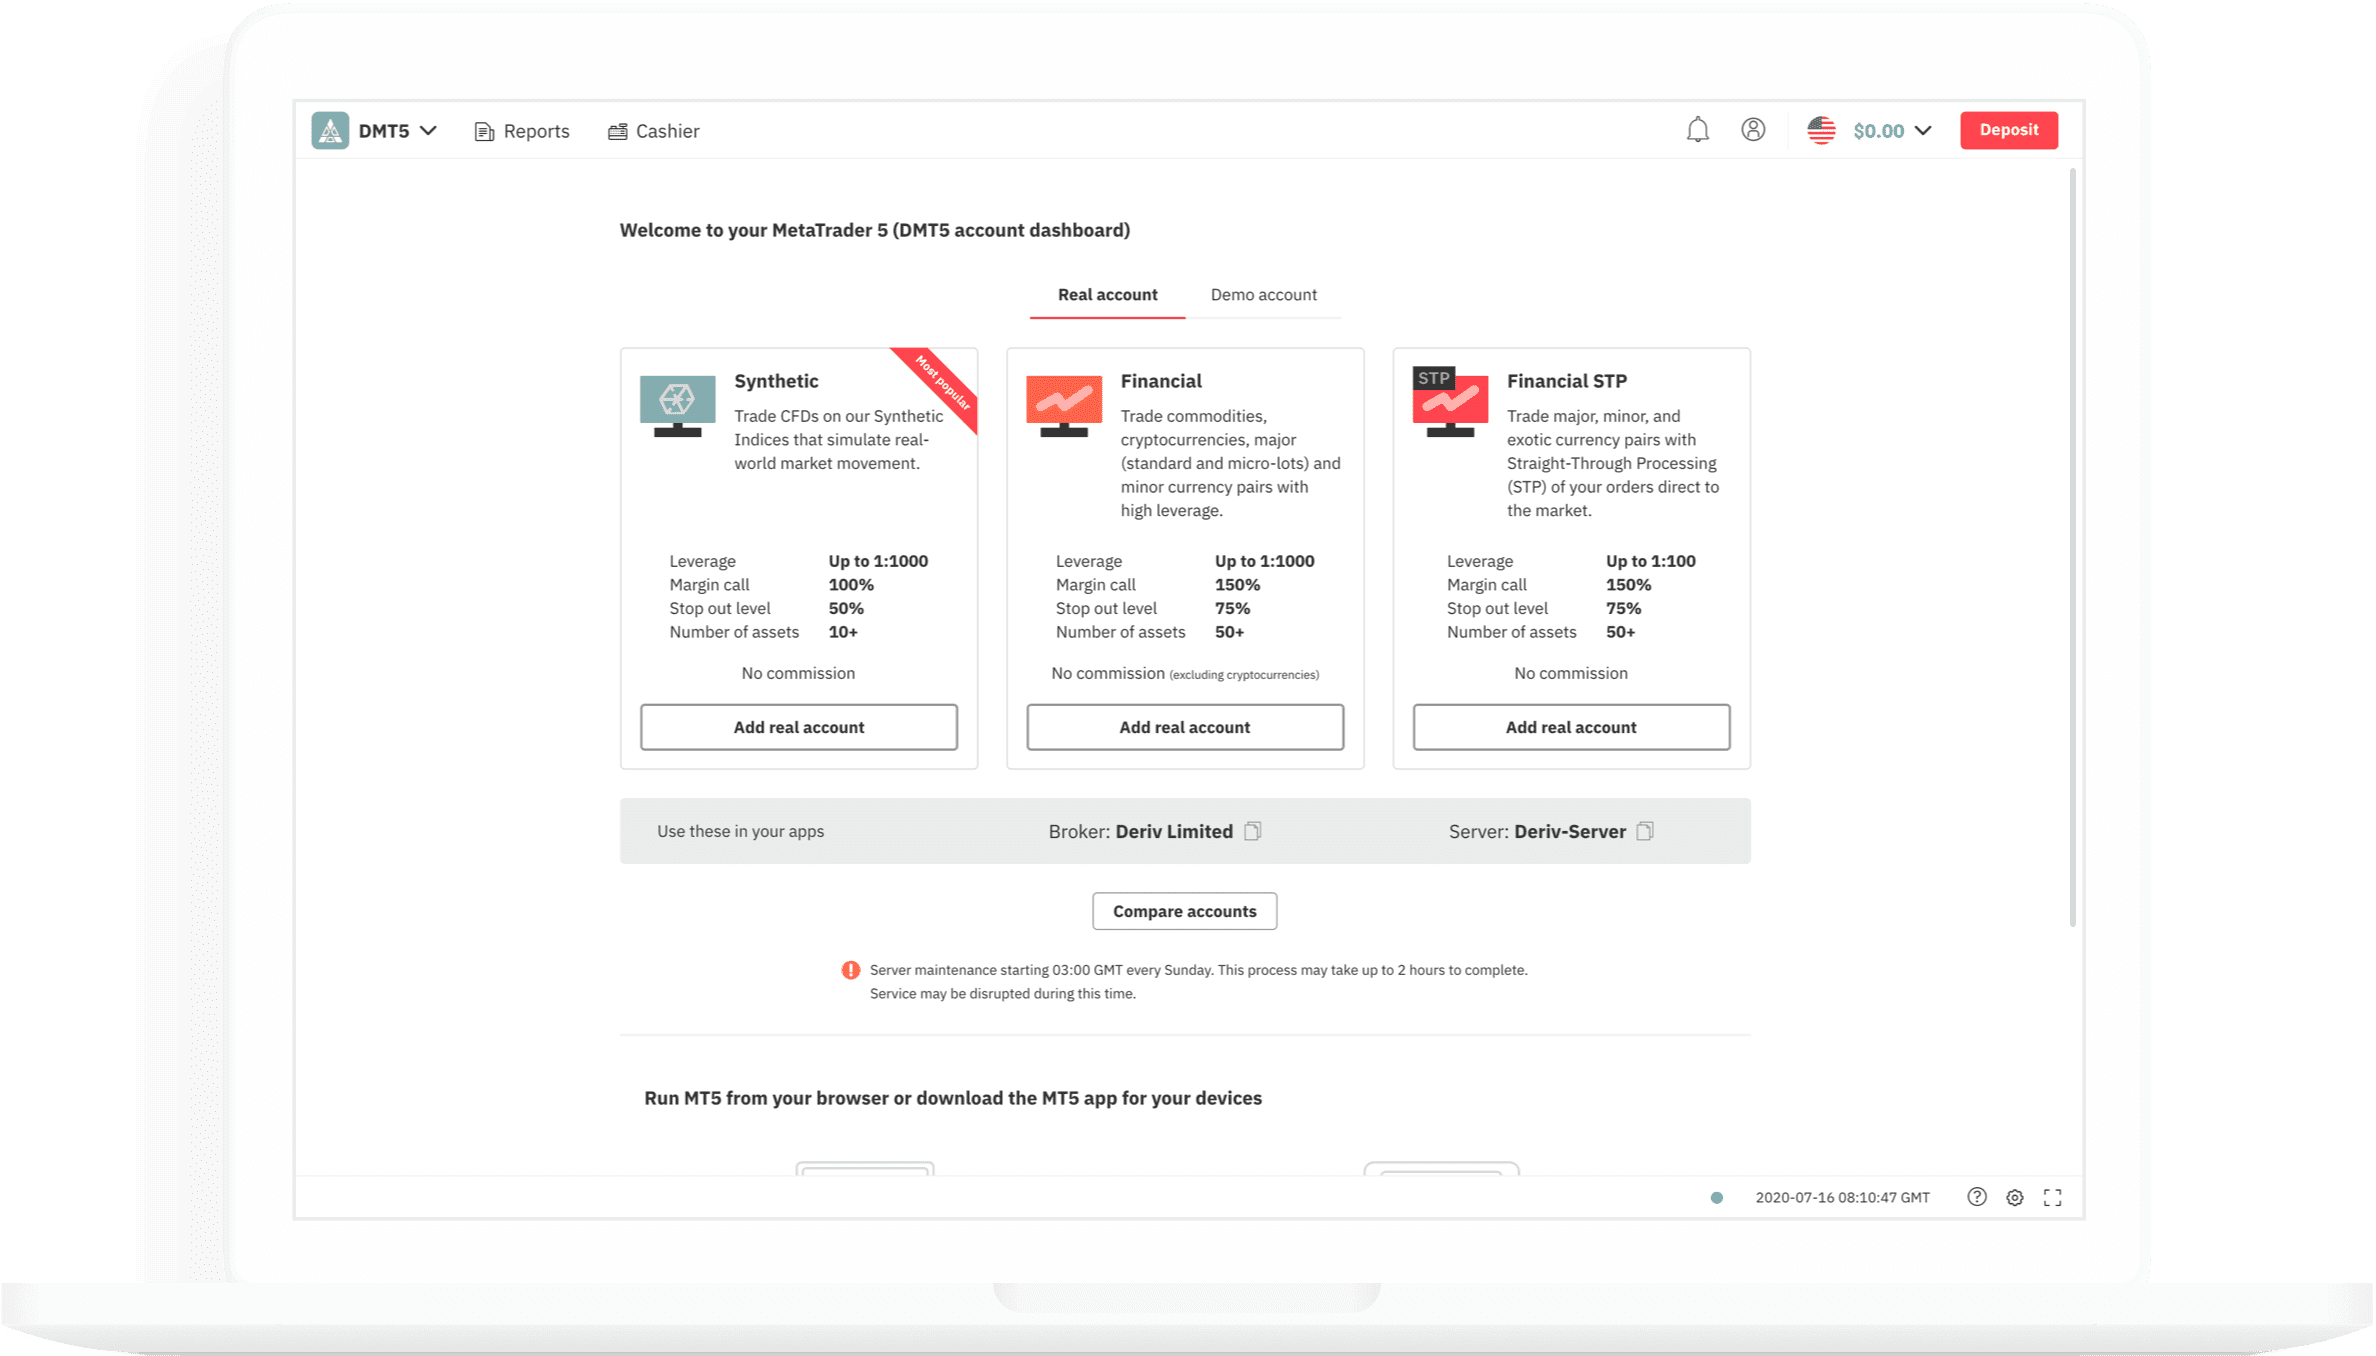 DMT5 Reports Cashier $0.00 Deposit
Welcome to your MetaTrader 5 (DMT5 account dashboard)
Real account Demo account
Most popular
Synthetic
Trade CFDs on our Synthetic
Indices that simulate real-
world market movement.
Leverage Up to 1:1000
Margin call 100%
Stop out level 50%
Number of assets 10+
No commission
Add real account
Financial
Trade commodities,
cryptocurrencies, major
(standard and micro-lots) and
minor currency pairs with
high leverage.
Leverage Up to 1:1000
Margin call 150%
Stop out level 75%
Number of assets 50+
No commission (excluding cryptocurrencies)
Add real account
STP
Financial STP
Trade major, minor, and
exotic currency pairs with
Straight-Through Processing
(STP) of your orders direct to
the market.
Leverage Up to 1:100
Margin call 150%
Stop out level 75%
Number of assets 50+
No commission
Add real account
Use these in your apps Broker: Deriv Limited Server: Deriv-Server
Compare accounts
Server maintenance starting 03:00 GMT every Sunday. This process may take up to 2 hours to complete.
Service may be disrupted during this time.
Run MT5 from your browser or download the MT5 app for your devices
2020-07-16 08:10:47 GMT